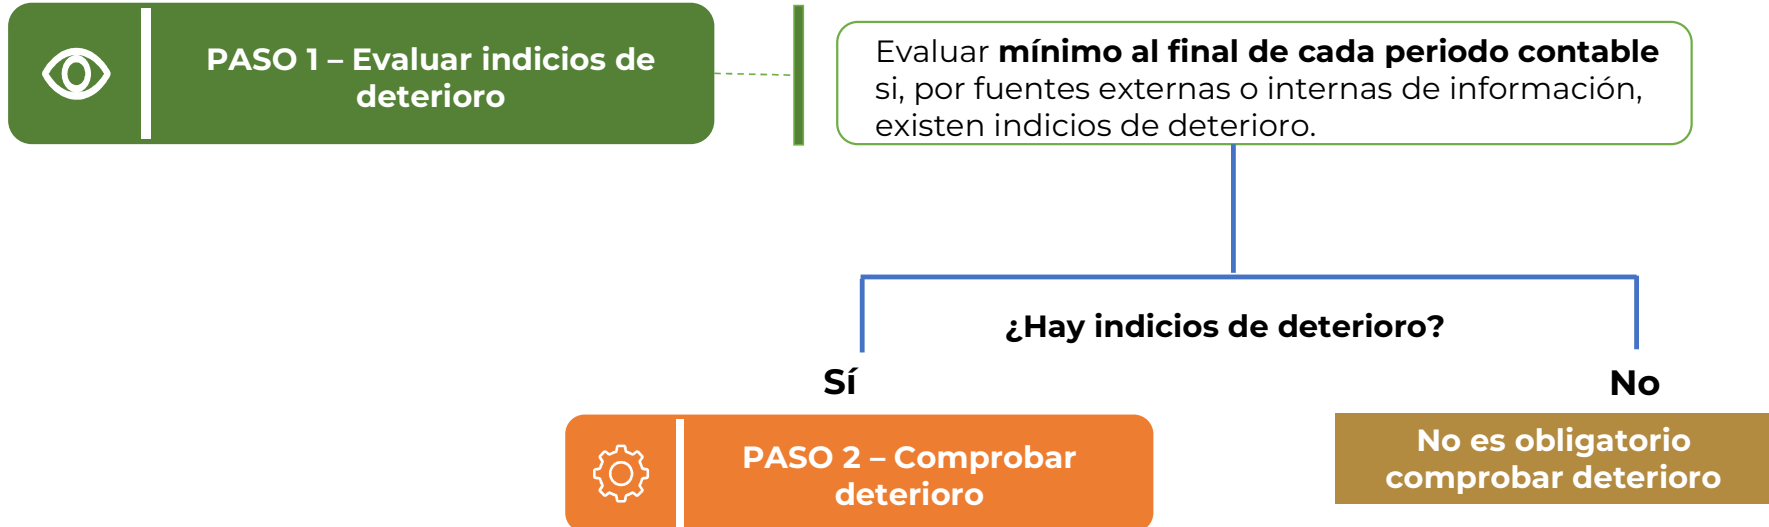 PASO 1 – Evaluar indicios de
deterioro
Evaluar mínimo al final de cada periodo contable
si, por fuentes externas o internas de información,
existen indicios de deterioro.
¿Hay indicios de deterioro?
Sí
No
PASO 2 – Comprobar
deterioro
No es obligatorio
comprobar deterioro